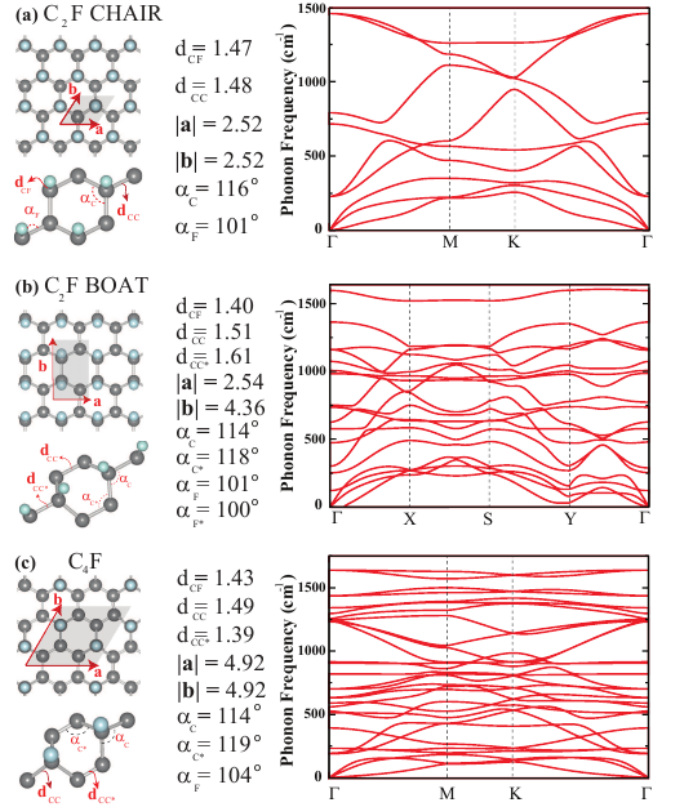 (a) C2F CHAIR
dCF= 1.47
dCC= 1.48
|a| = 2.52
|b| = 2.52
αC= 116°
αF= 101°
b
a
dCF
αC
αF
dCC
Phonon Frequency (cm-1)
1500
1000
500
0
Γ M K Γ
(b) C2F BOAT
dCF= 1.40
dCC= 1.51
dCC*= 1.61
|a| = 2.54
|b| = 4.36
αC= 114°
αC*= 118°
αF= 101°
αF*= 100°
b
a
dCC
dCC*
αC
αC*
Phonon Frequency (cm-1)
1500
1000
500
0
Γ X S Y Γ
(c) C4F
dCF= 1.43
dCC= 1.49
dCC*= 1.39
|a| = 4.92
|b| = 4.92
αC= 114°
αC*= 119°
αF= 104°
b
a
αC*
αC
dCC
dCC*
Phonon Frequency (cm-1)
1500
1000
500
0
Γ M K Γ